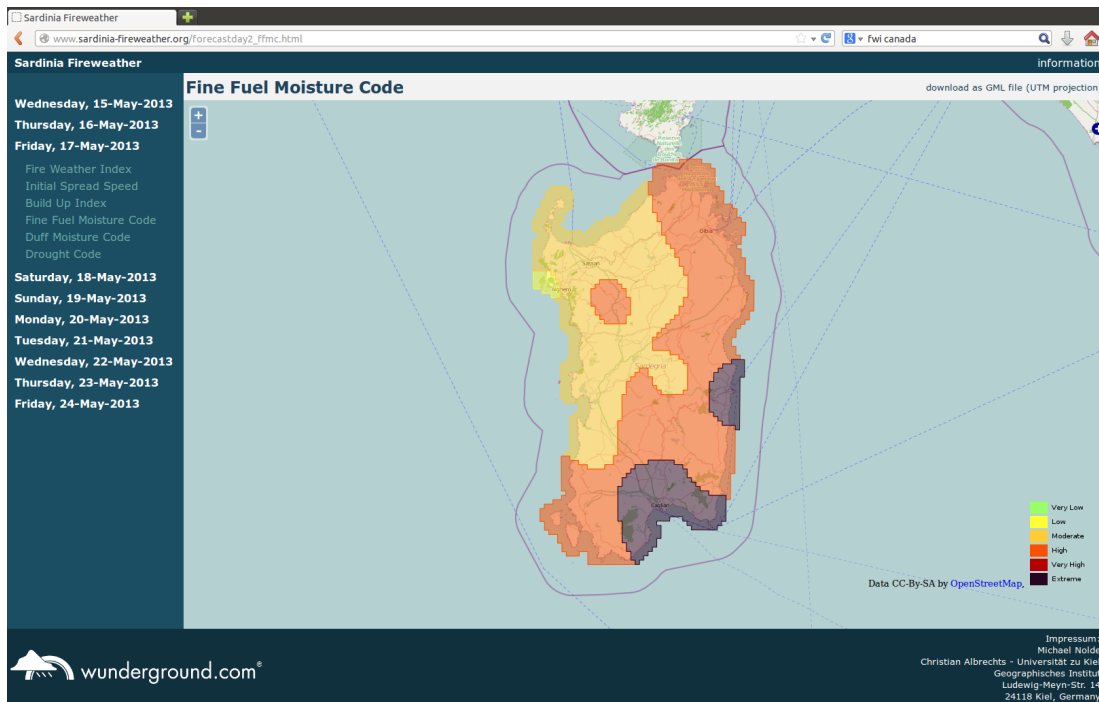 Sardinia Fireweather
www.sardinia-fireweather.org/forecastday2_ffmc.html
fwi canada
Sardinia Fireweather
information
Wednesday, 15-May-2013
Thursday, 16-May-2013
Friday, 17-May-2013
Fire Weather Index
Initial Spread Speed
Build Up Index
Fine Fuel Moisture Code
Duff Moisture Code
Drought Code
Saturday, 18-May-2013
Sunday, 19-May-2013
Monday, 20-May-2013
Tuesday, 21-May-2013
Wednesday, 22-May-2013
Thursday, 23-May-2013
Friday, 24-May-2013
Fine Fuel Moisture Code
download as GML file (UTM projection)
+
-
Olbia
Sassari
Alghero
Sardegna
Cagliari
Very Low
Low
Moderate
High
Very High
Extreme
Data CC-By-SA by OpenStreetMap,
wunderground.com®
Impressum:
Michael Nolde
Christian Albrechts - Universität zu Kiel
Geographisches Institut
Ludewig-Meyn-Str. 14
24118 Kiel, Germany